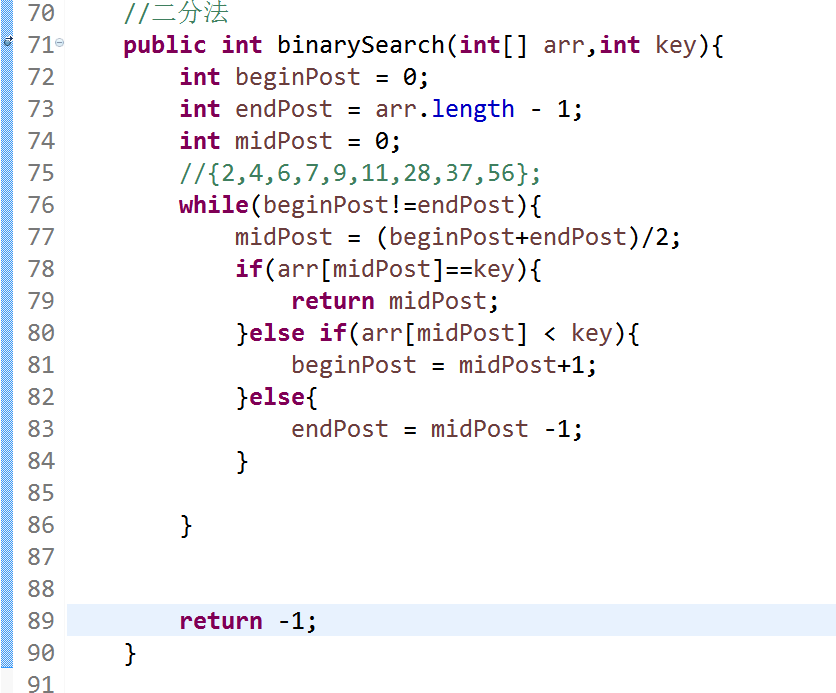 70 //二分法
71 public int binarySearch(int[] arr,int key){
72 int beginPost = 0;
73 int endPost = arr.length - 1;
74 int midPost = 0;
75 //{2,4,6,7,9,11,28,37,56};
76 while(beginPost!=endPost){
77 midPost = (beginPost+endPost)/2;
78 if(arr[midPost]==key){
79 return midPost;
80 }else if(arr[midPost] < key){
81 beginPost = midPost+1;
82 }else{
83 endPost = midPost -1;
84 }
85
86 }
87
88
89 return -1;
90 }
91